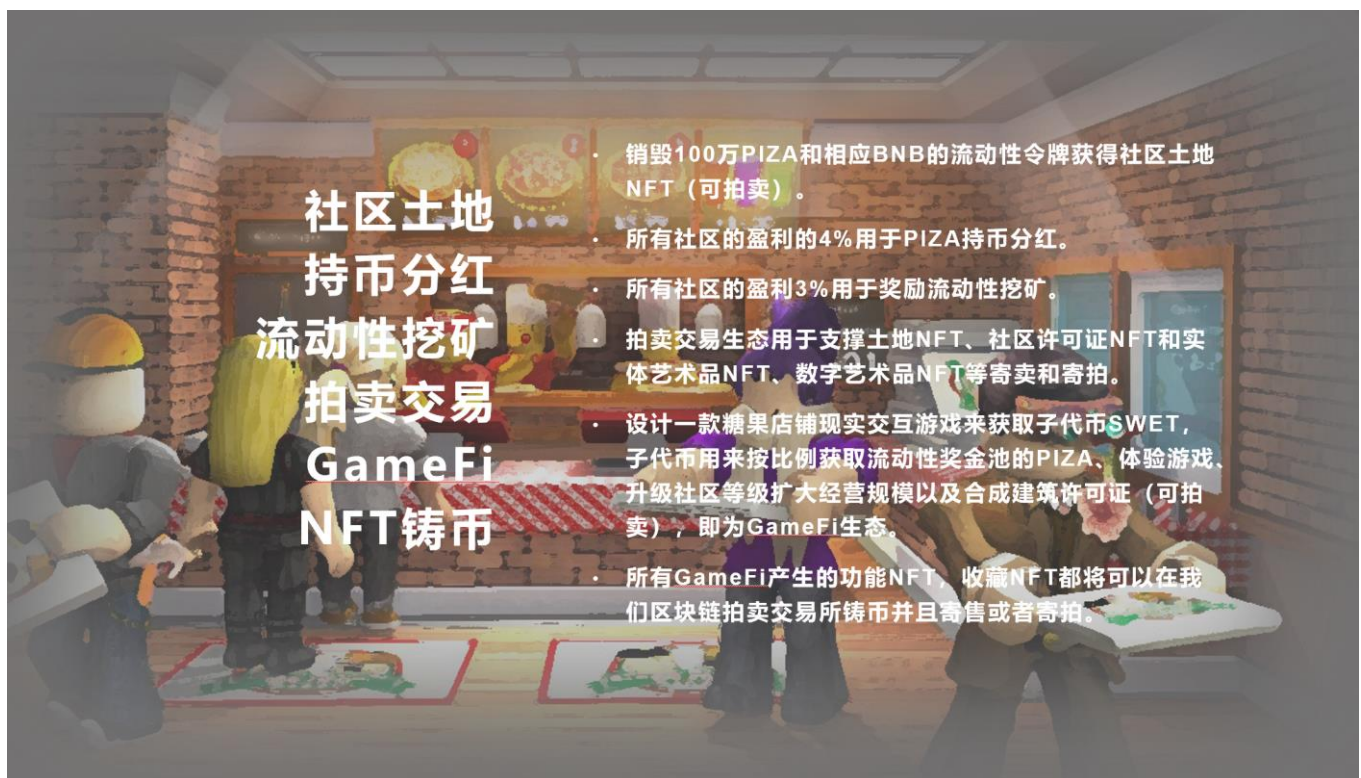 社区土地
持币分红
流动性挖矿
拍卖交易
GameFi
NFT铸币
· 销毁100万PIZA和相应BNB的流动性令牌获得社区土地
NFT（可拍卖）。
· 所有社区的盈利的4%用于PIZA持币分红。
· 所有社区的盈利3%用于奖励流动性挖矿。
· 拍卖交易生态用于支撑土地NFT、社区许可证NFT和实
体艺术品NFT、数字艺术品NFT等寄卖和寄拍。
· 设计一款糖果店铺现实交互游戏来获取子代币SWET，
子代币用来按比例获取流动性奖金池的PIZA、体验游戏、
升级社区等级扩大经营规模以及合成建筑许可证（可拍
卖），即为GameFi生态。
· 所有GameFi产生的功能NFT，收藏NFT都将可以在我
们区块链拍卖交易所铸币并且寄售或者寄拍。